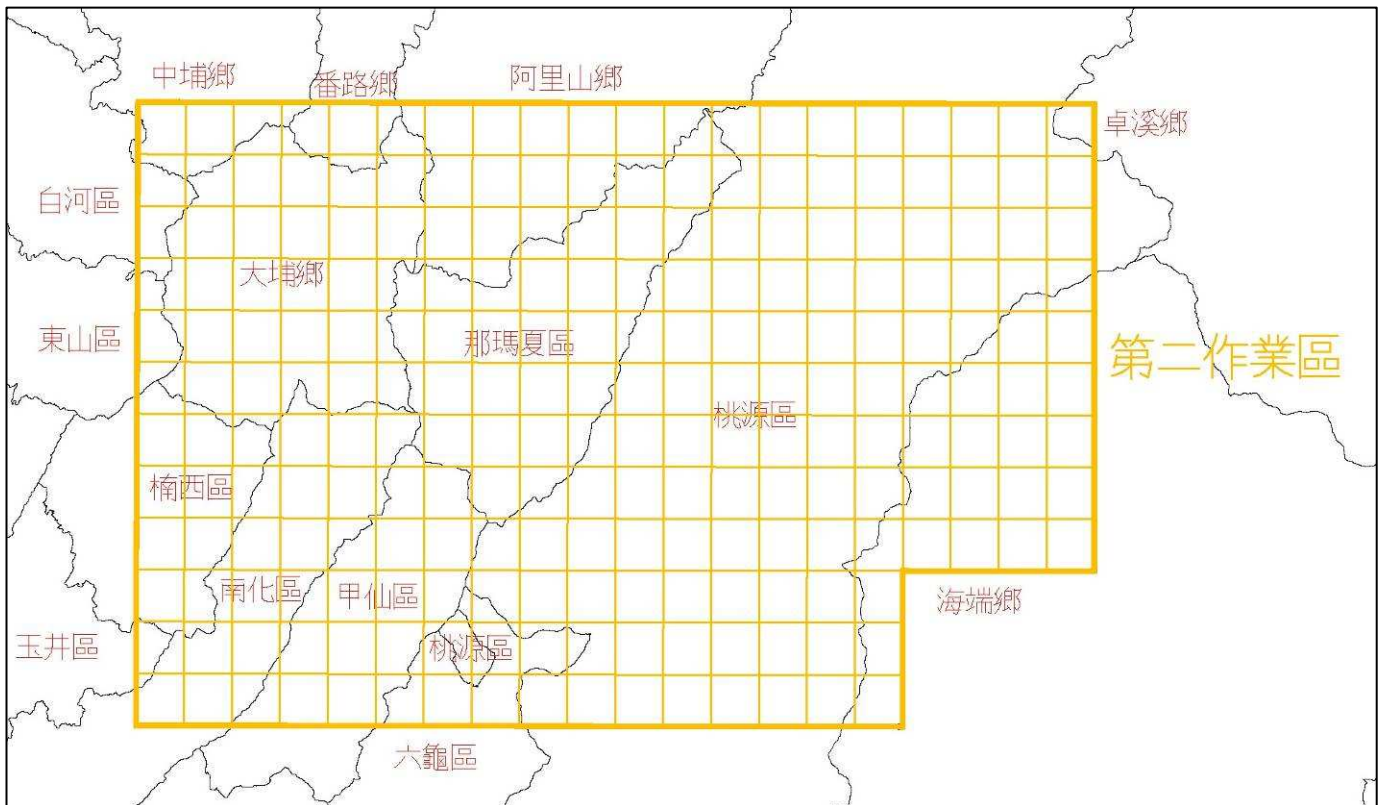 中埔鄉
番路鄉
阿里山鄉
卓溪鄉
白河區
大埔鄉
東山區
那瑪夏區
第二作業區
桃源區
楠西區
南化區
甲仙區
海端鄉
玉井區
桃源區
六龜區